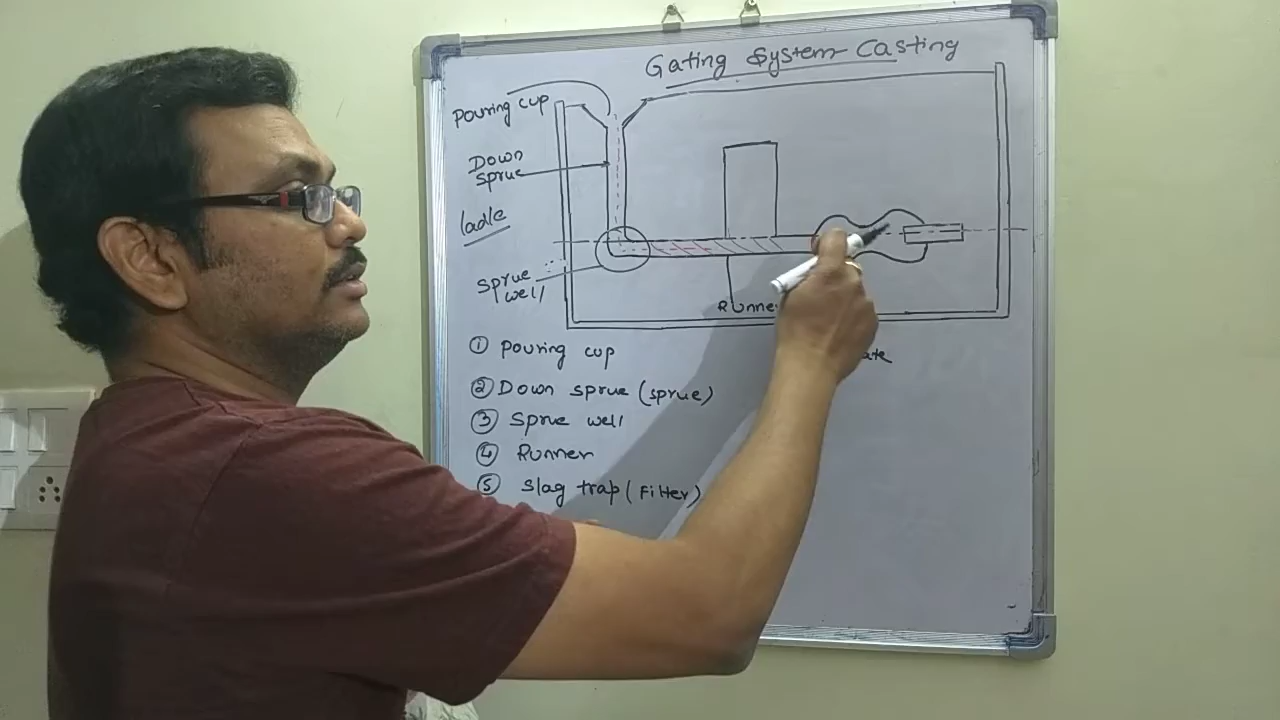 Gating System Casting
Pouring cup
Down
sprue
ladle
sprue
well
Runner
① pouring cup
② Down sprue (sprue)
③ sprue well
④ Runner
⑤ slag trap (Filter)